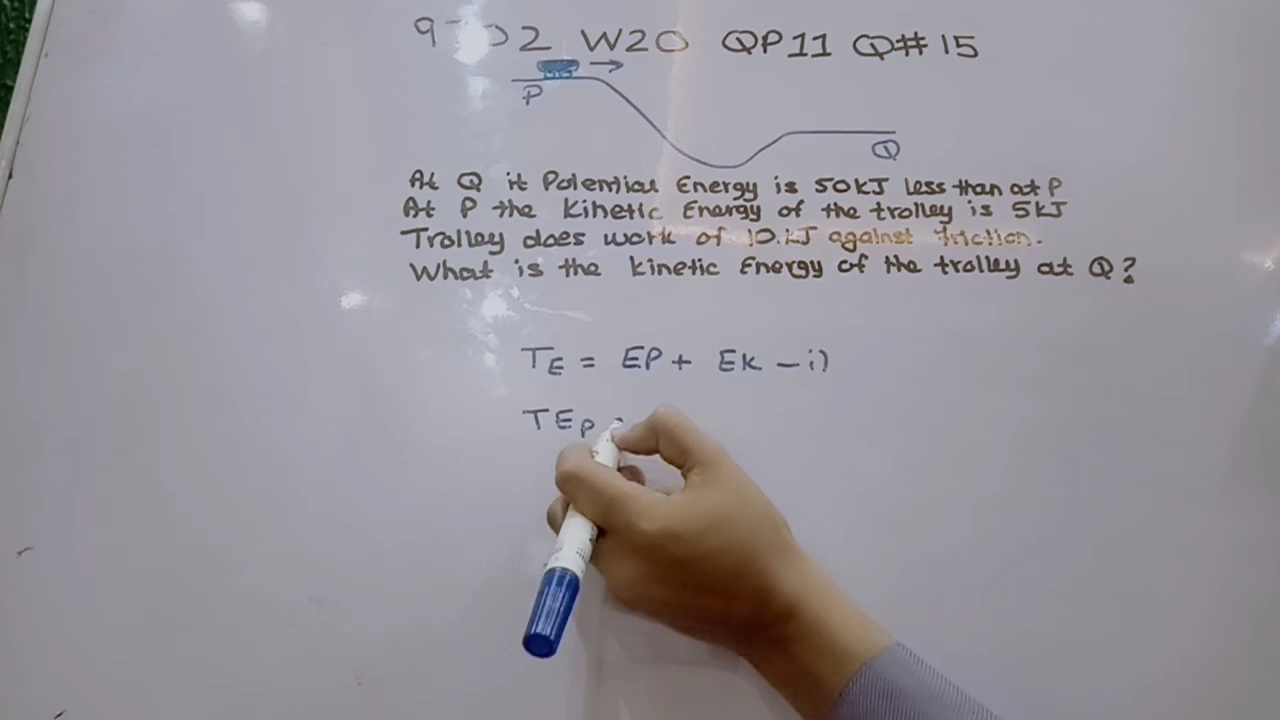 9702 W20 QP11 Q# 15
P
Q
At Q it Potential Energy is 50kJ less than at P
At P the Kinetic Energy of the trolley is 5kJ
Trolley does work of 10.kJ against friction.
What is the kinetic Energy of the trolley at Q?
TE = EP + EK - i)
TEP